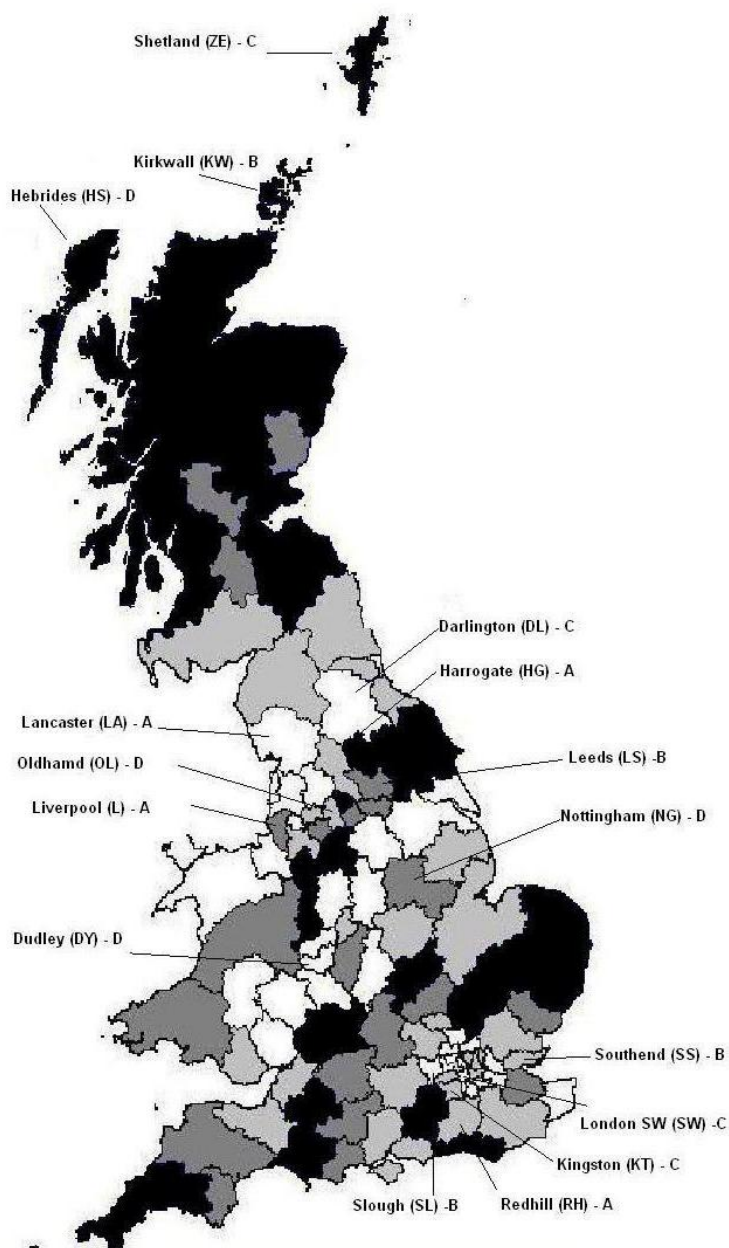 Shetland (ZE) - C
Kirkwall (KW) - B
Hebrides (HS) - D
Darlington (DL) - C
Harrogate (HG) - A
Lancaster (LA) - A
Leeds (LS) -B
Oldhamd (OL) - D
Liverpool (L) - A
Nottingham (NG) - D
Dudley (DY) - D
Southend (SS) - B
London SW (SW) -C
Kingston (KT) - C
Slough (SL) -B
Redhill (RH) - A